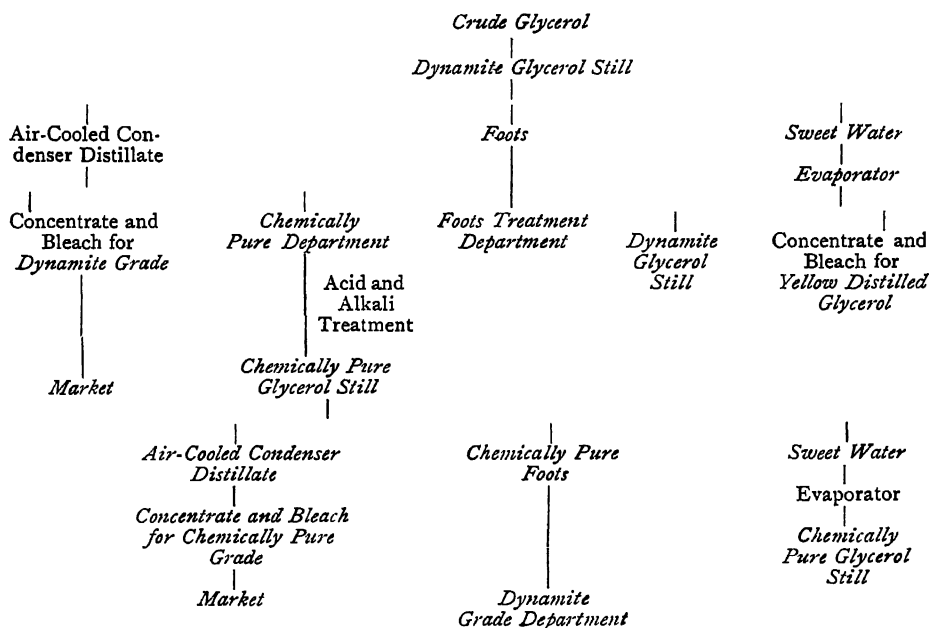 Crude Glycerol
Dynamite Glycerol Still
Air-Cooled Con-
denser Distillate
Foots
Sweet Water
Evaporator
Concentrate and
Bleach for
Dynamite Grade
Chemically
Pure Department
Foots Treatment
Department
Dynamite
Glycerol
Still
Concentrate and
Bleach for
Yellow Distilled
Glycerol
Acid and
Alkali
Treatment
Market
Chemically Pure
Glycerol Still
Air-Cooled Condenser
Distillate
Concentrate and Bleach
for Chemically Pure
Grade
Market
Chemically Pure
Foots
Dynamite
Grade Department
Sweet Water
Evaporator
Chemically
Pure Glycerol
Still